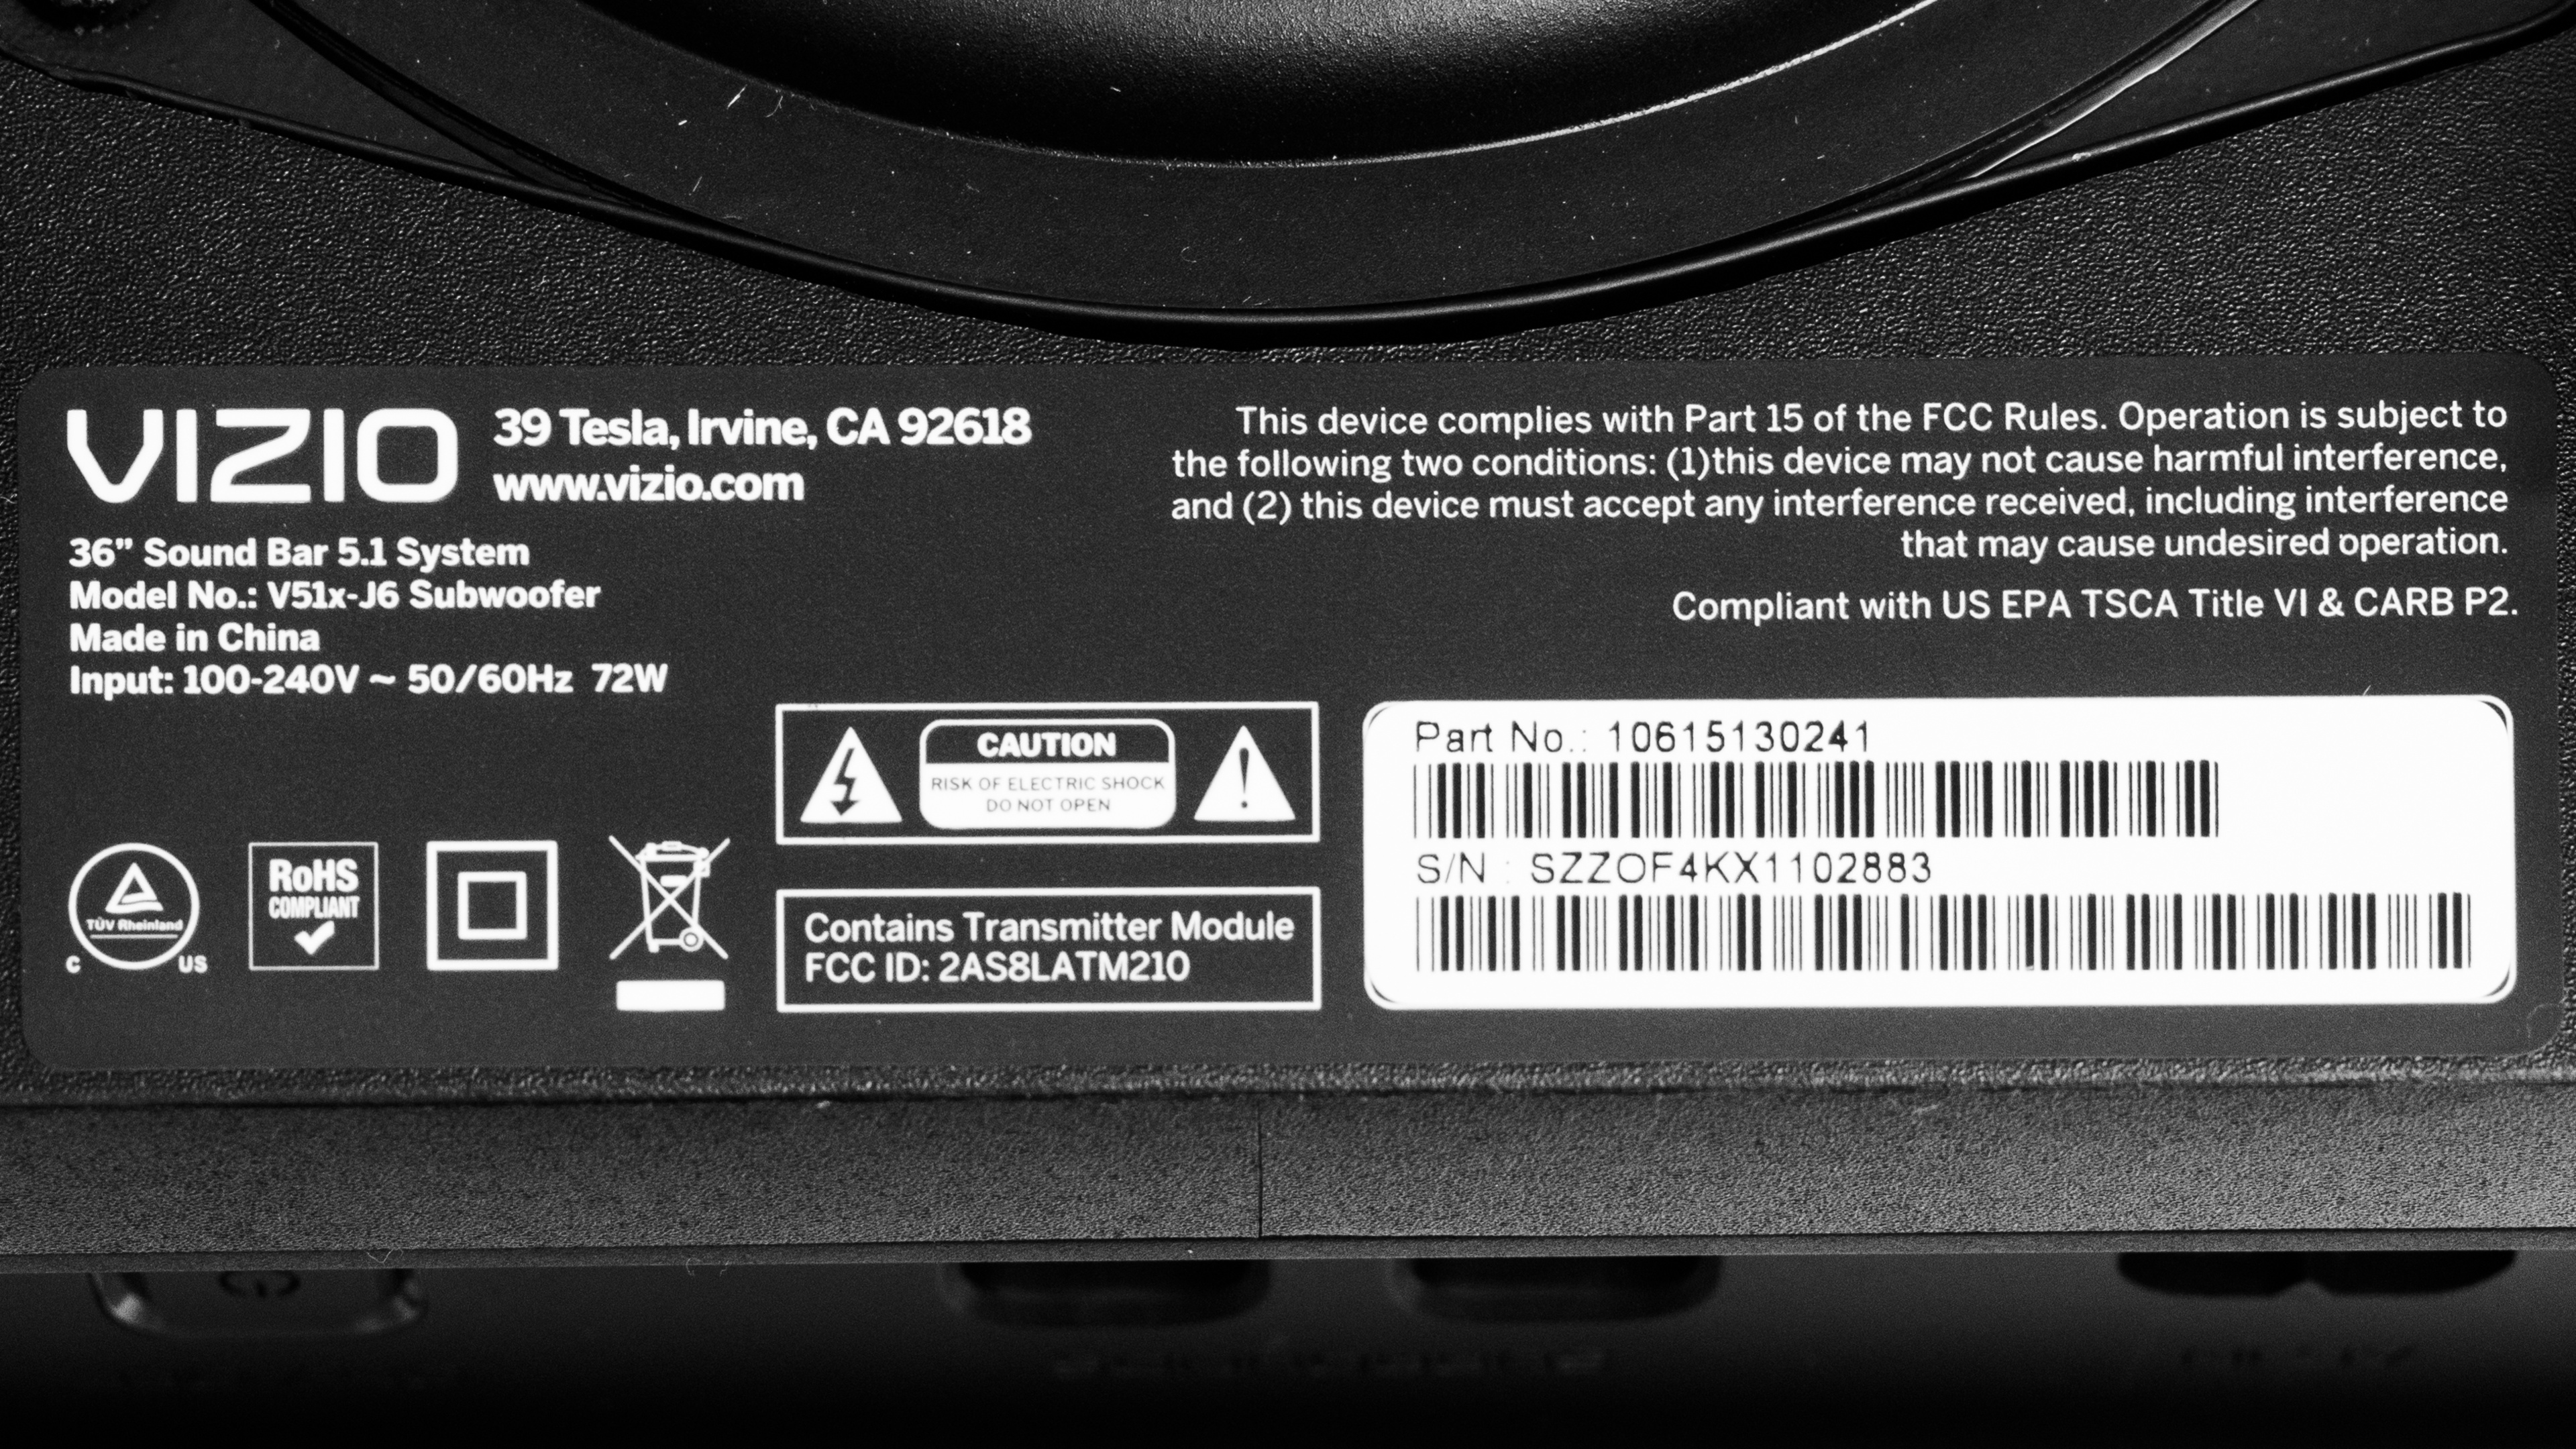 VIZIO
39 Tesla, Irvine, CA 92618
www.vizio.com
36” Sound Bar 5.1 System
Model No.: V51x-J6 Subwoofer
Made in China
Input: 100-240V ~ 50/60Hz 72W
This device complies with Part 15 of the FCC Rules. Operation is subject to
the following two conditions: (1)this device may not cause harmful interference,
and (2) this device must accept any interference received, including interference
that may cause undesired operation.
Compliant with US EPA TSCA Title VI & CARB P2.
TÜV Rheinland
C US
RoHS
COMPLIANT
CAUTION
RISK OF ELECTRIC SHOCK
DO NOT OPEN
Contains Transmitter Module
FCC ID: 2AS8LATM210
Part No.: 10615130241
S/N : SZZOF4KX1102883